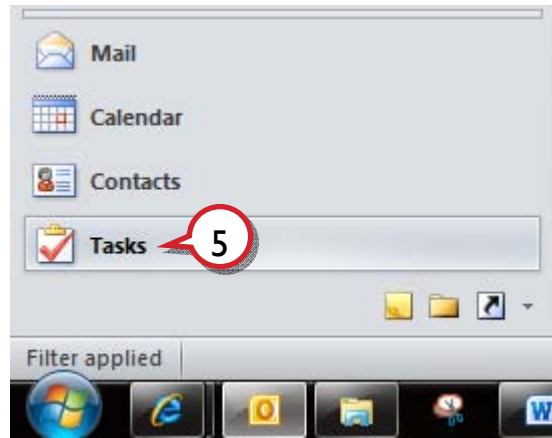 Mail
Calendar
Contacts
Tasks 5
Filter applied